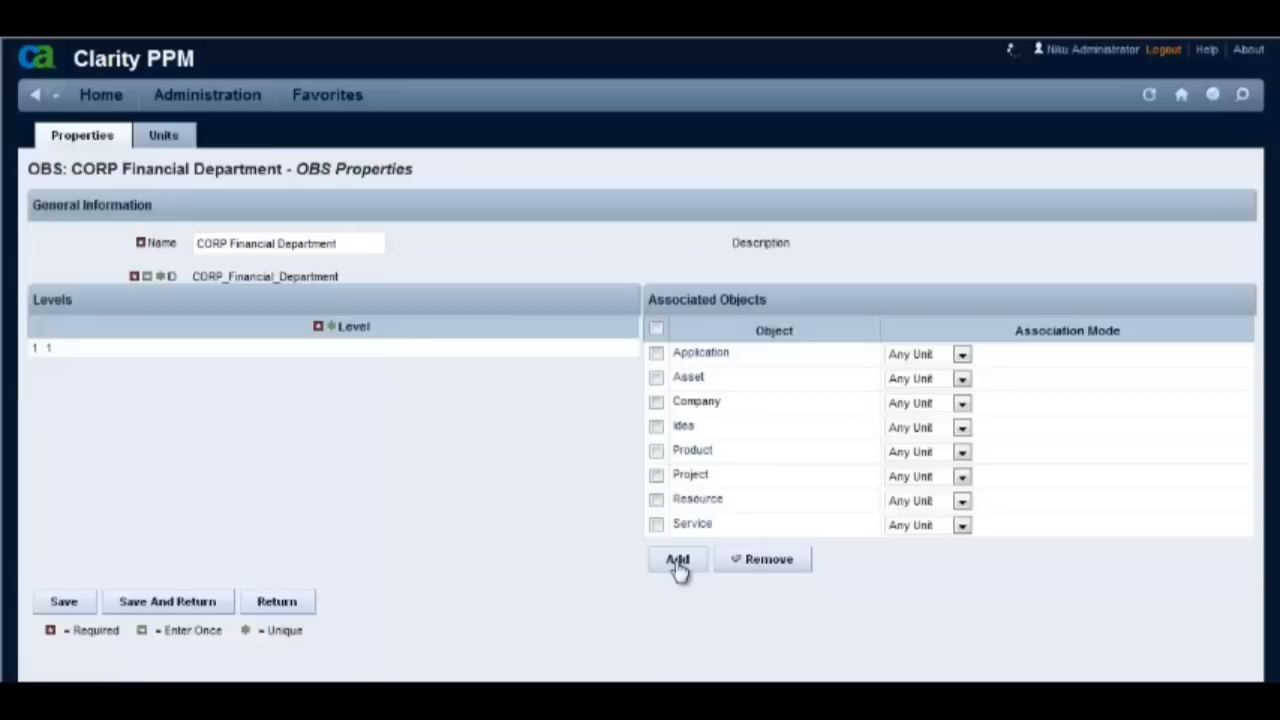 ca Clarity PPM
Niku Administrator Logout | Help | About
Home Administration Favorites
Properties Units
OBS: CORP Financial Department - OBS Properties
General Information
Name CORP Financial Department Description
ID CORP_Financial_Department
Levels
Level
1 1
Associated Objects
Object Association Mode
Application Any Unit
Asset Any Unit
Company Any Unit
Idea Any Unit
Product Any Unit
Project Any Unit
Resource Any Unit
Service Any Unit
Add Remove
Save Save And Return Return
= Required = Enter Once = Unique